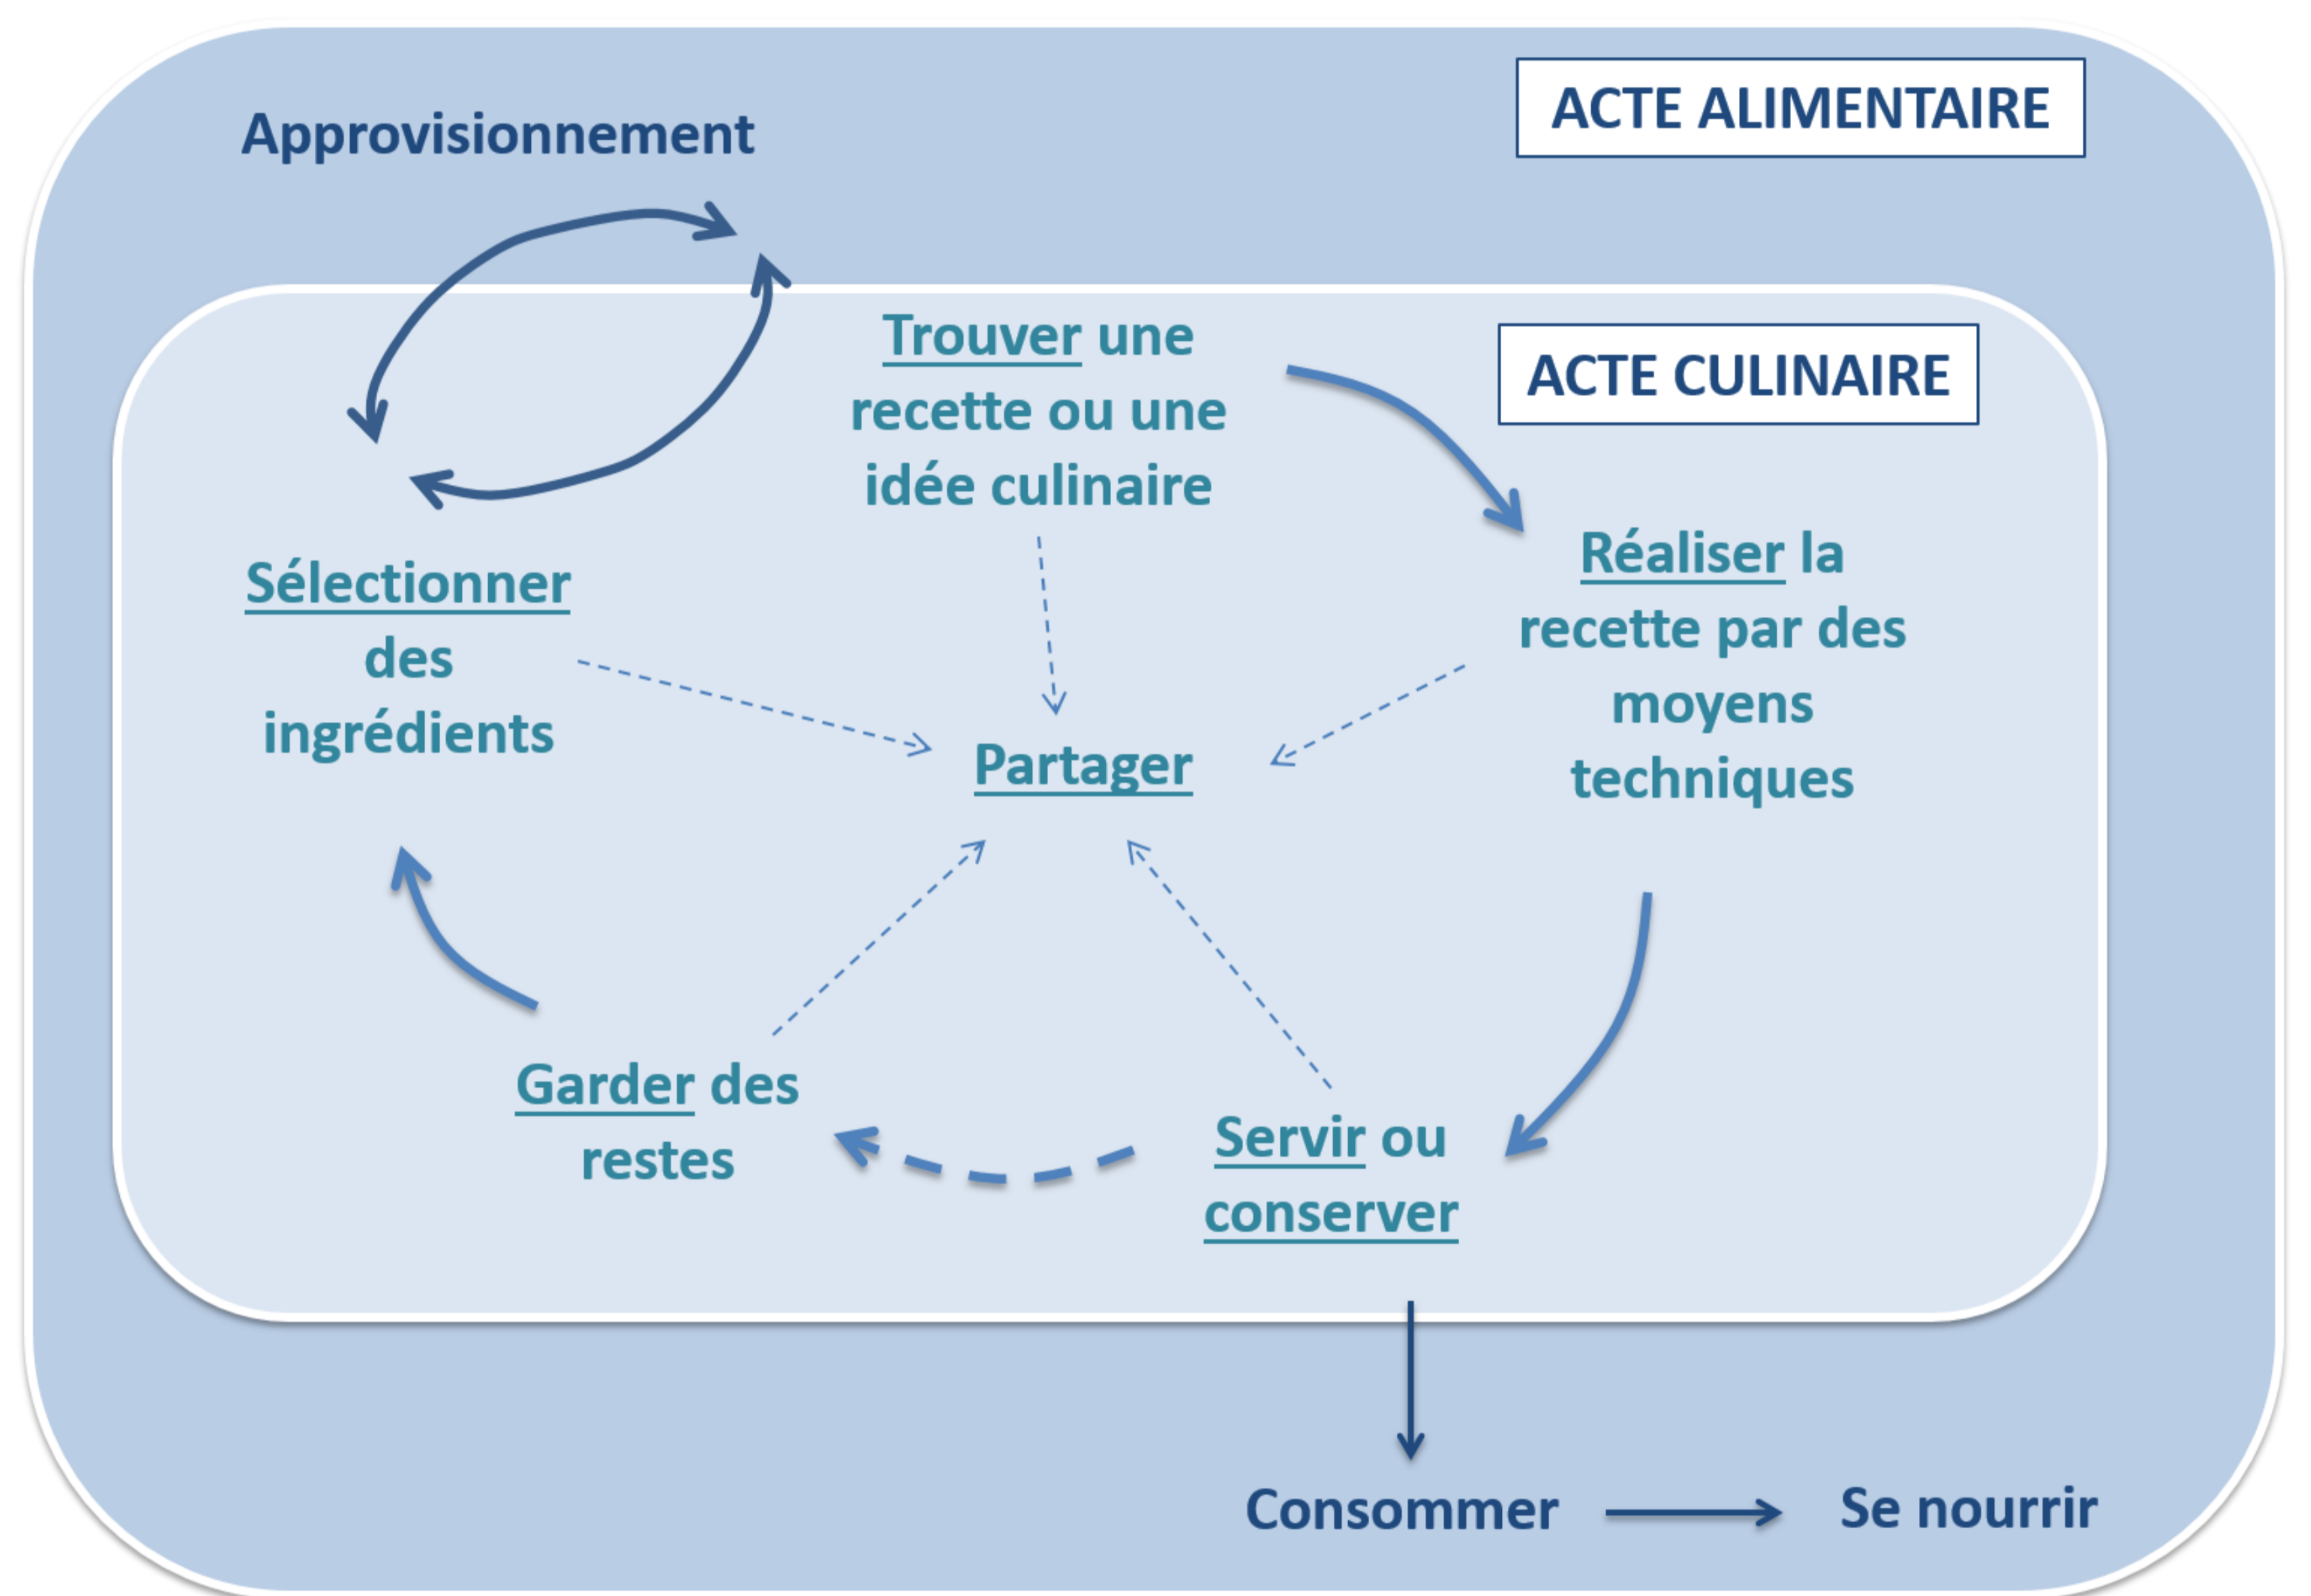 ACTE ALIMENTAIRE
Approvisionnement
ACTE CULINAIRE
Trouver une
recette ou une
idée culinaire
Réaliser la
recette par des
moyens
techniques
Sélectionner
des
ingrédients
Partager
Garder des
restes
Servir ou
conserver
Consommer
Se nourrir